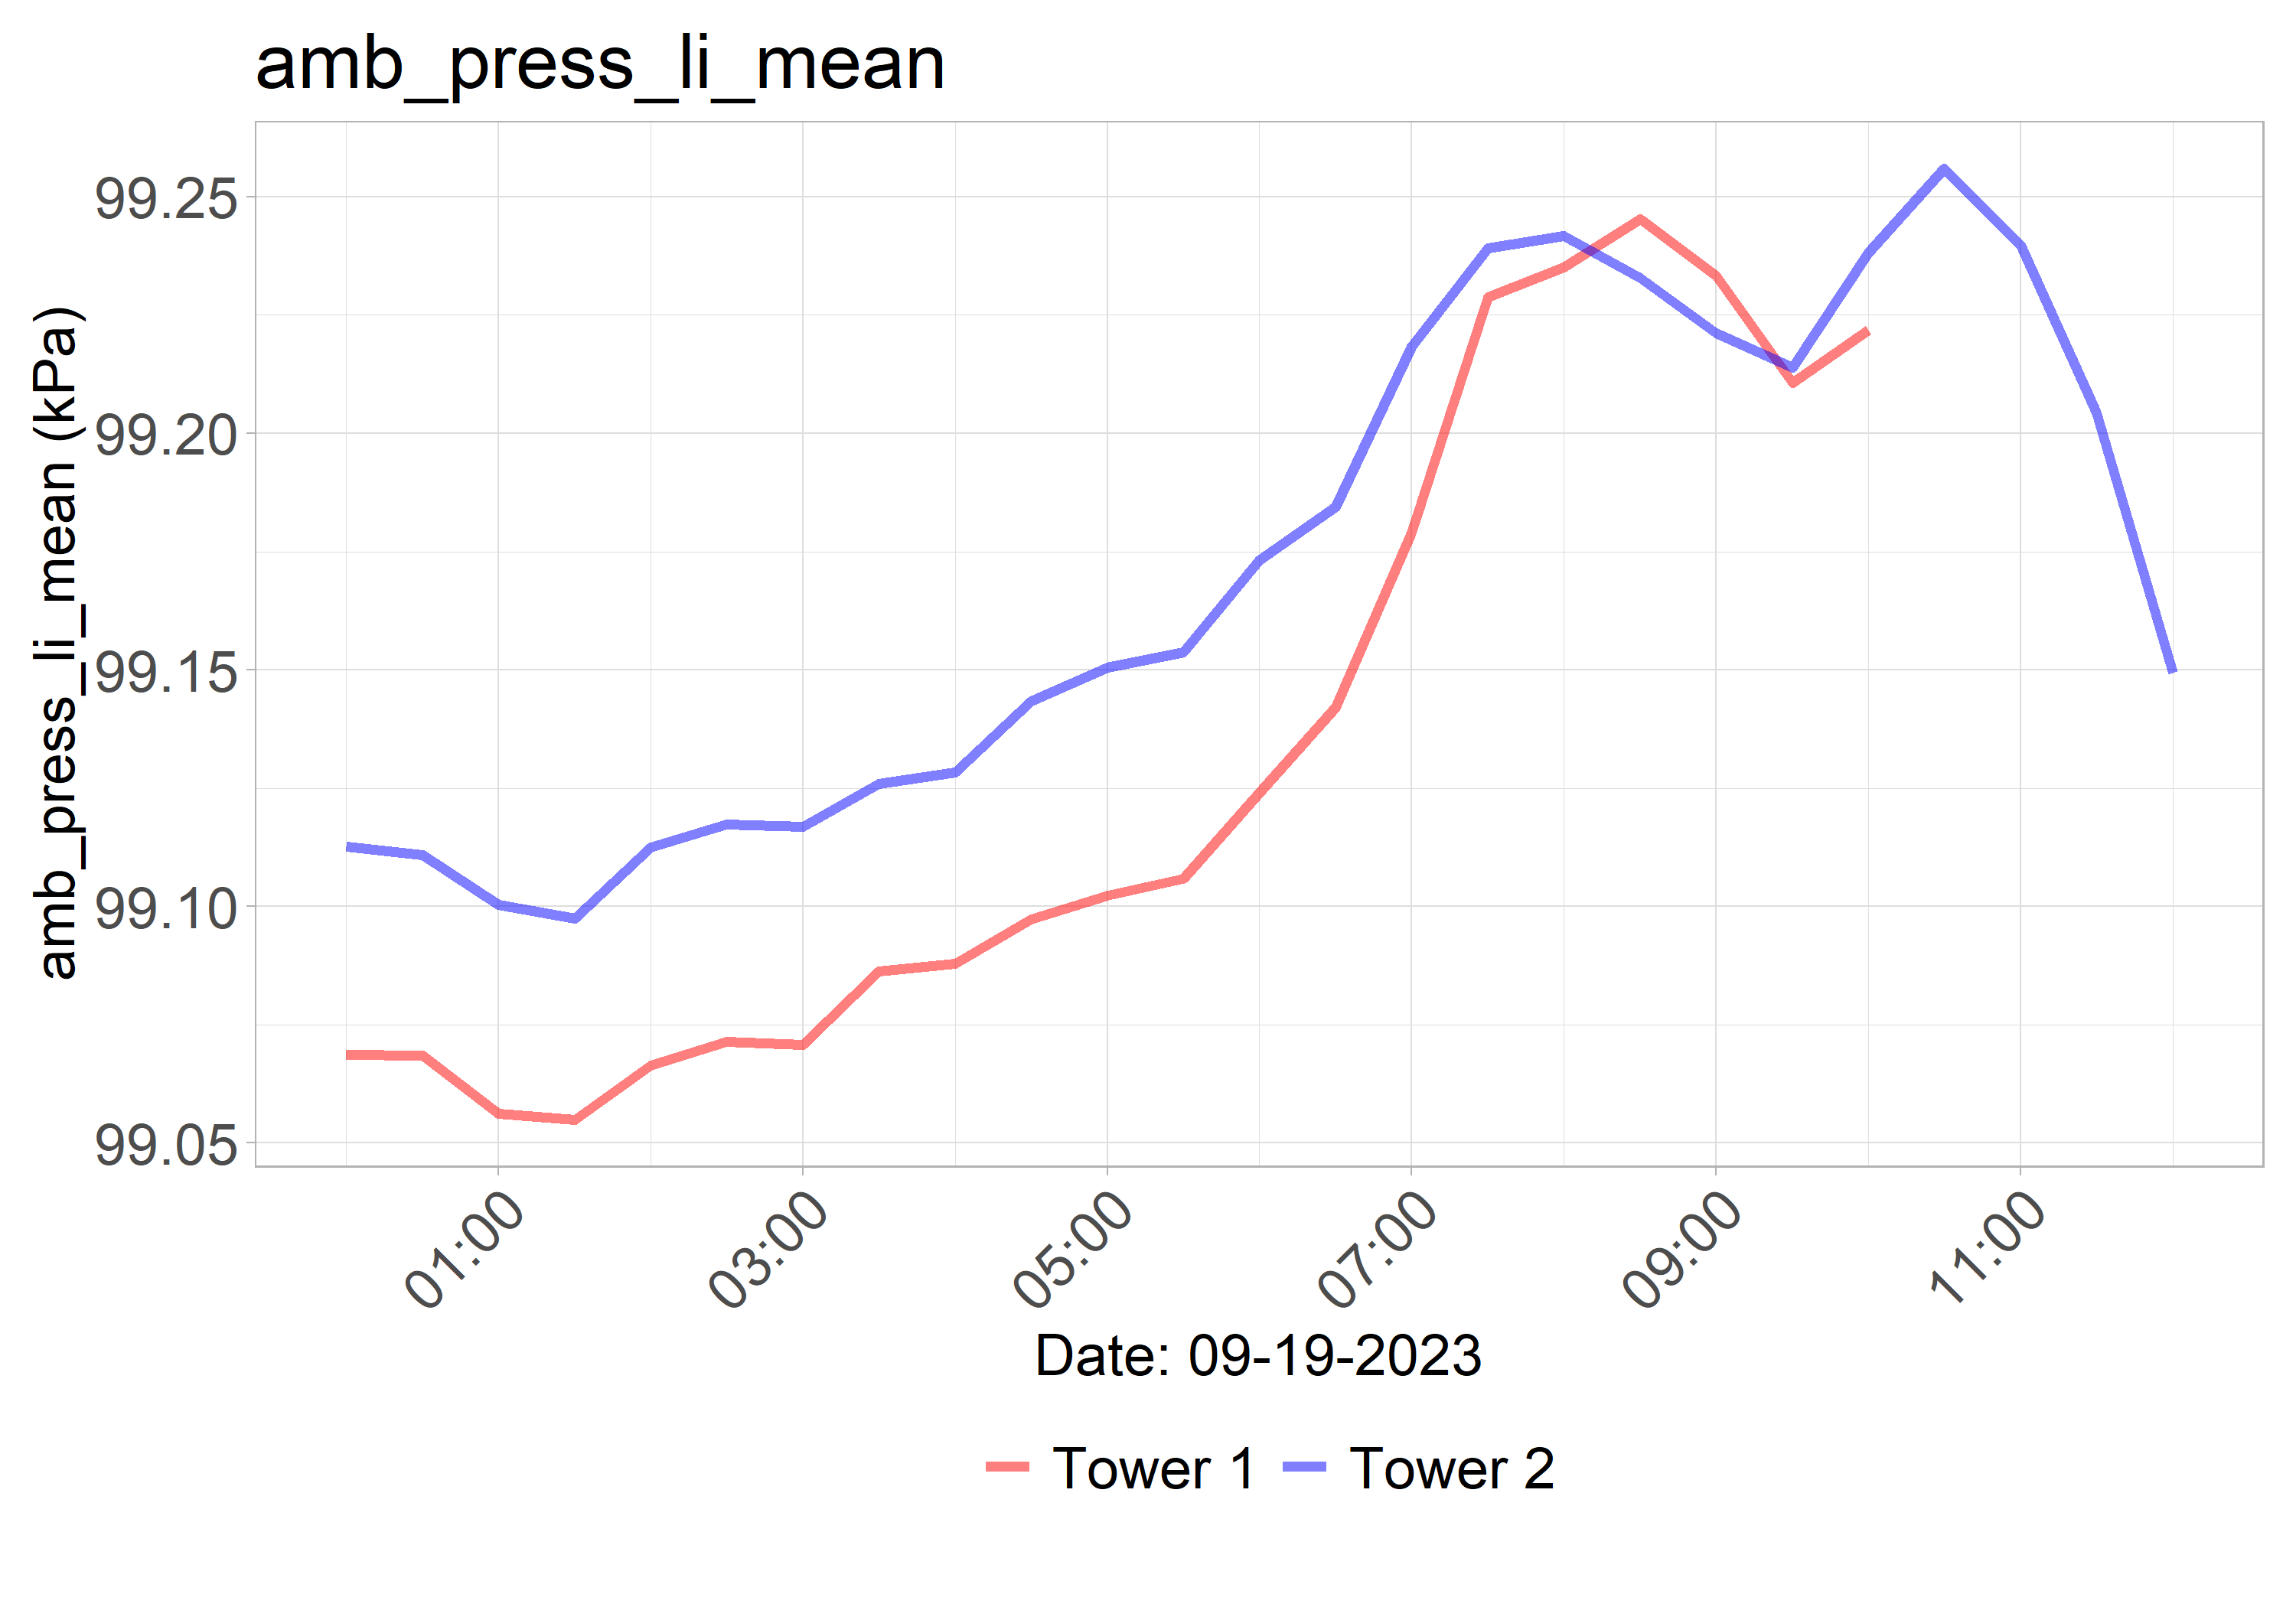 amb_press_li_mean
amb_press_li_mean (kPa)
99.25
99.20
99.15
99.10
99.05
01:00
03:00
05:00
07:00
09:00
11:00
Date: 09-19-2023
Tower 1
Tower 2